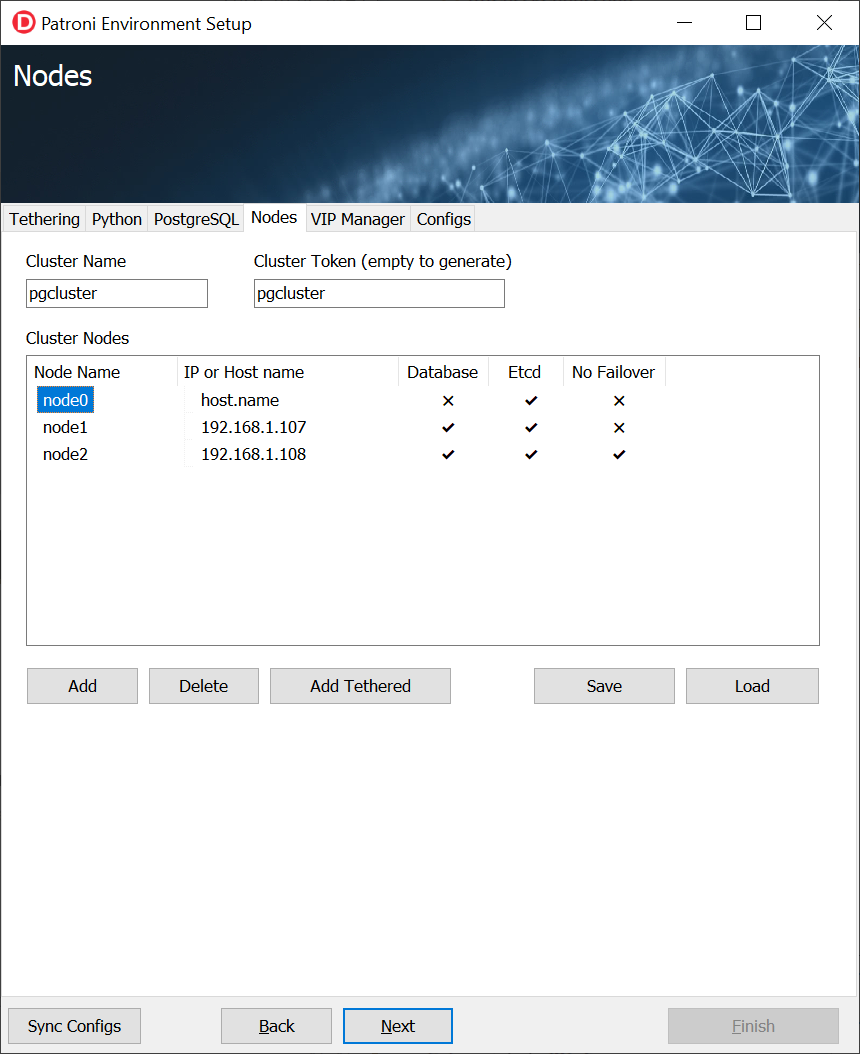 Patroni Environment Setup
Nodes
Tethering Python PostgreSQL Nodes VIP Manager Configs
Cluster Name Cluster Token (empty to generate)
pgcluster pgcluster
Cluster Nodes
Node Name IP or Host name Database Etcd No Failover
node0 host.name ✕ ✔ ✕
node1 192.168.1.107 ✔ ✔ ✕
node2 192.168.1.108 ✔ ✔ ✔
Add Delete Add Tethered Save Load
Sync Configs Back Next Finish